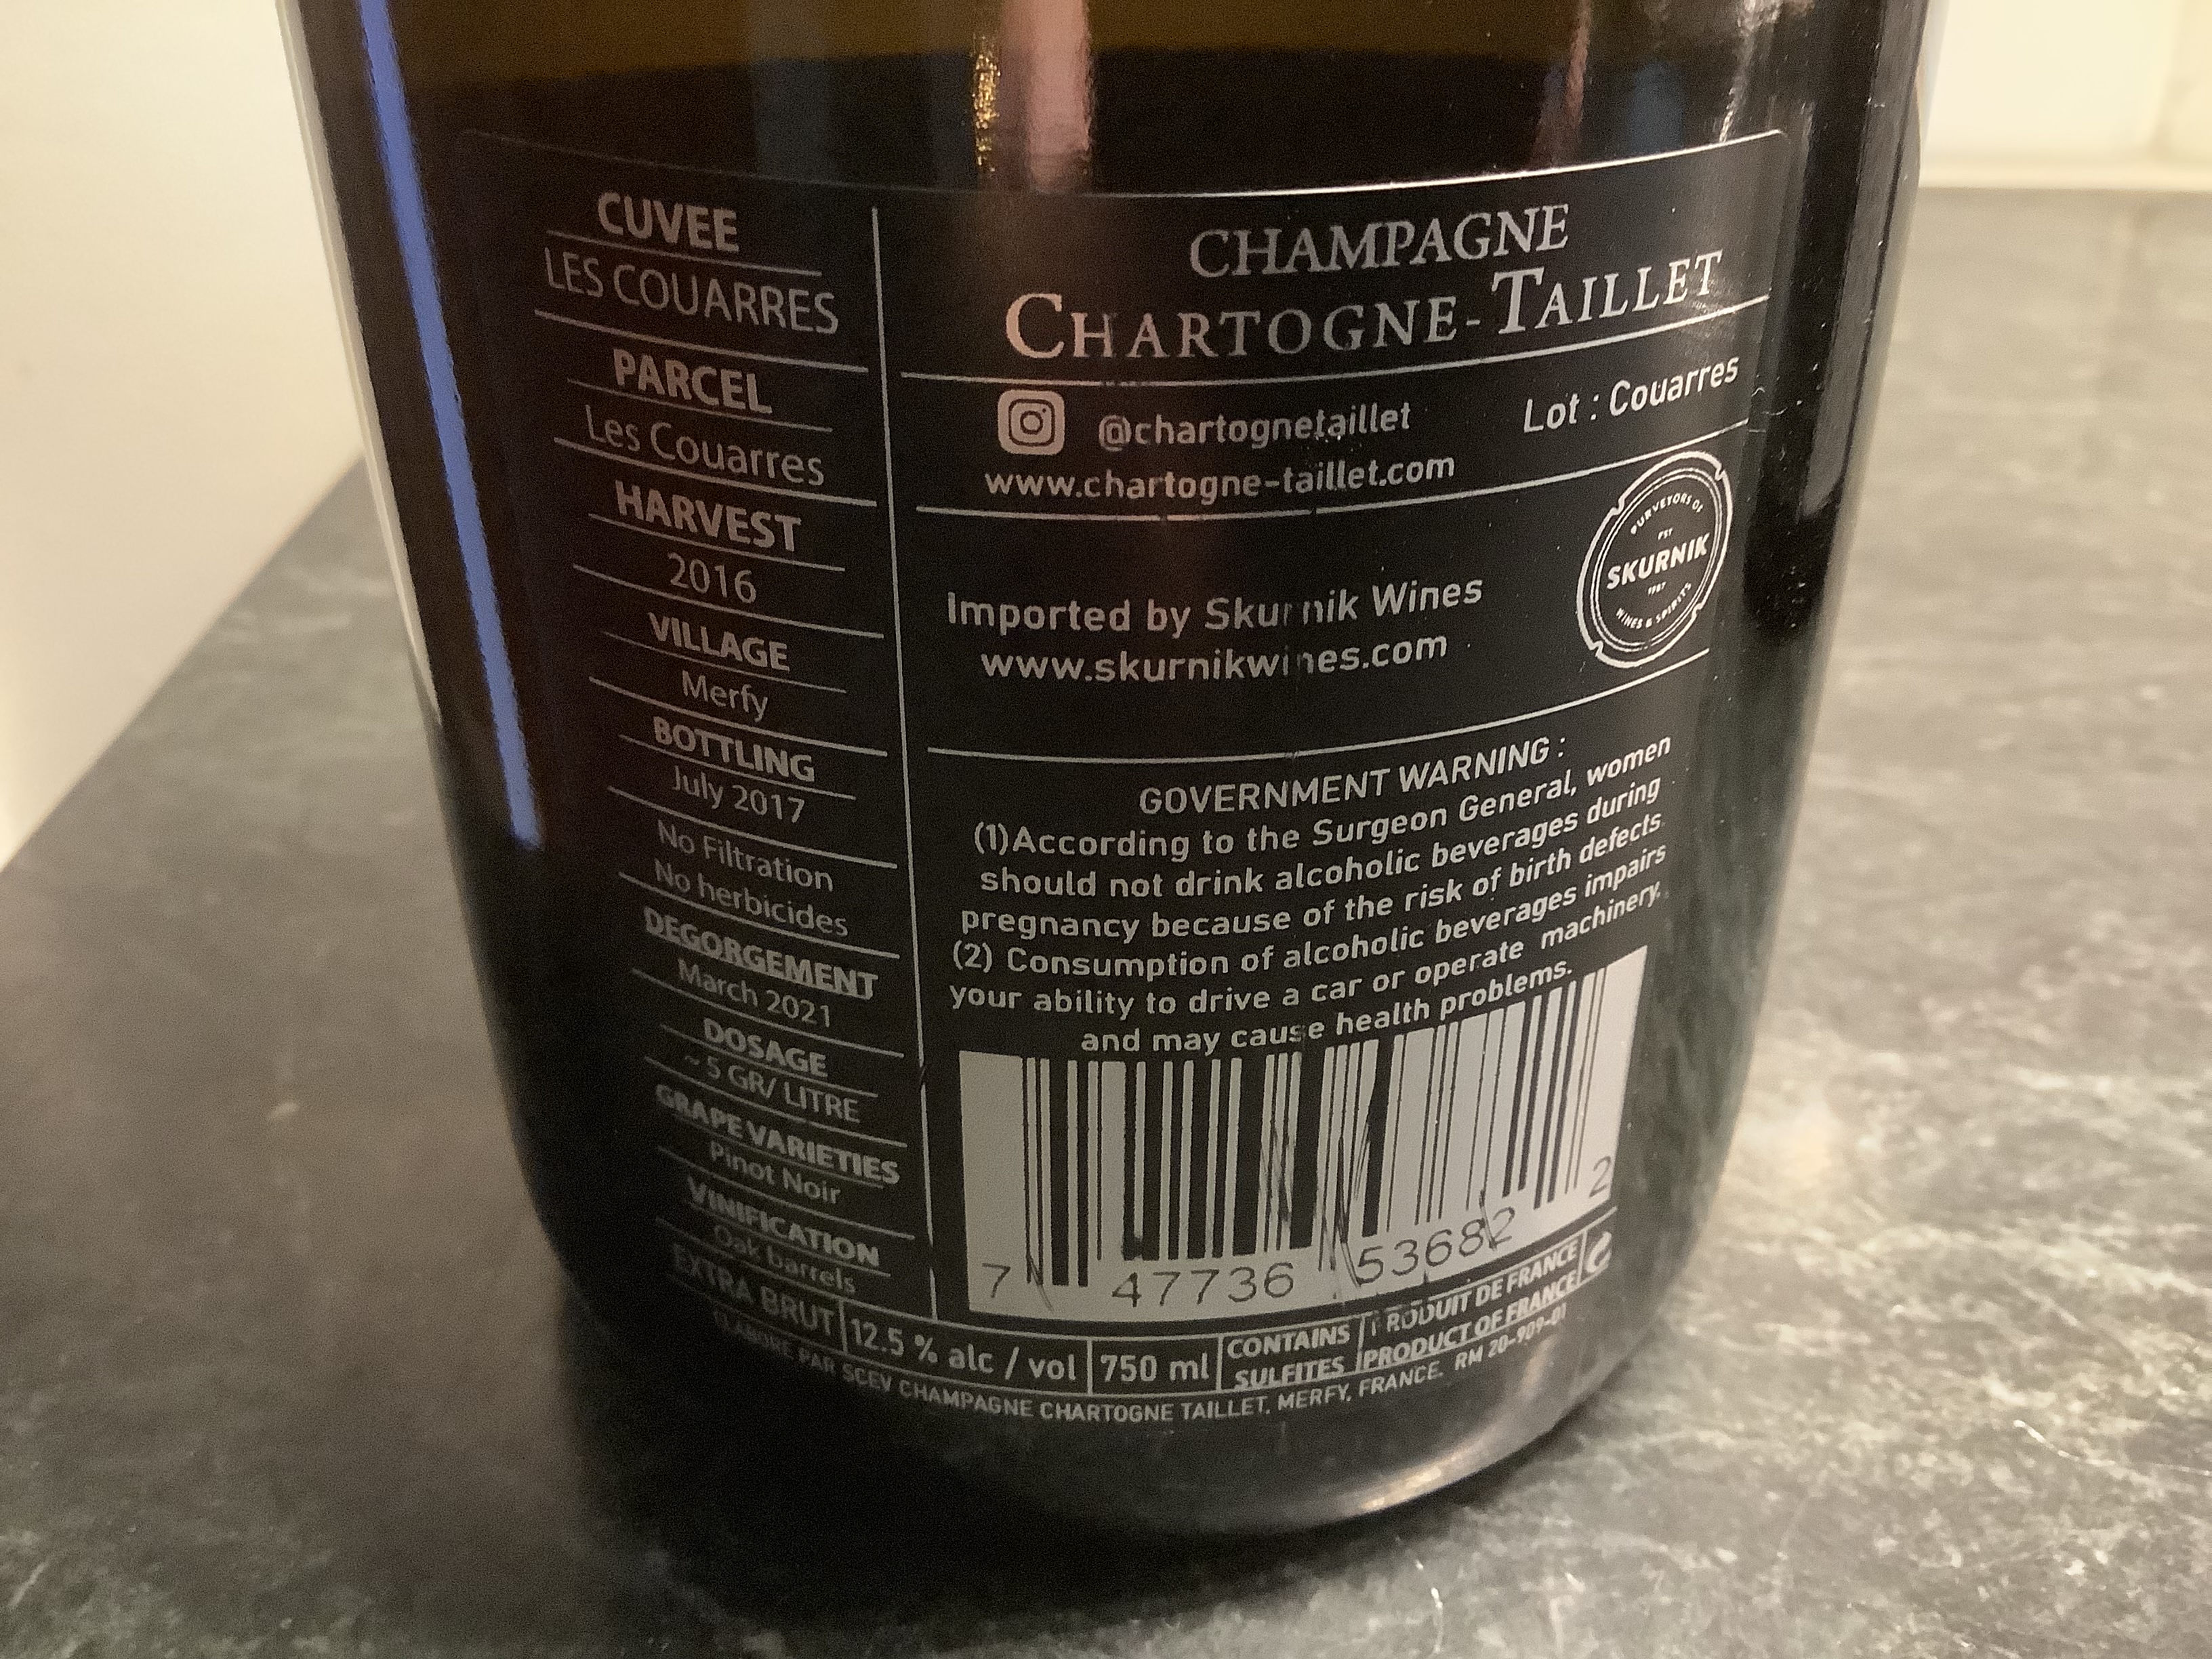 CUVEE
LES COUARRES
PARCEL
Les Couarres
HARVEST
2016
VILLAGE
Merfy
BOTTLING
July 2017
No Filtration
No herbicides
DEGORGEMENT
March 2021
DOSAGE
~ 5 GR/ LITRE
GRAPE VARIETIES
Pinot Noir
VINIFICATION
Oak barrels
CHAMPAGNE
CHARTOGNE-TAILLET
@chartognetaillet
www.chartogne-taillet.com
Lot : Couarres
Imported by Skurnik Wines
www.skurnikwines.com
PURVEYORS OF
EST
SKURNIK
1987
WINES & SPIRITS
GOVERNMENT WARNING :
(1)According to the Surgeon General, women
should not drink alcoholic beverages during
pregnancy because of the risk of birth defects.
(2) Consumption of alcoholic beverages impairs
your ability to drive a car or operate machinery,
and may cause health problems.
7 47736 53682 2
EXTRA BRUT
12.5 % alc / vol
750 ml
CONTAINS
SULFITES
PRODUIT DE FRANCE
PRODUCT OF FRANCE
ELABORE PAR SCEV CHAMPAGNE CHARTOGNE TAILLET, MERFY, FRANCE. RM 20-909-01